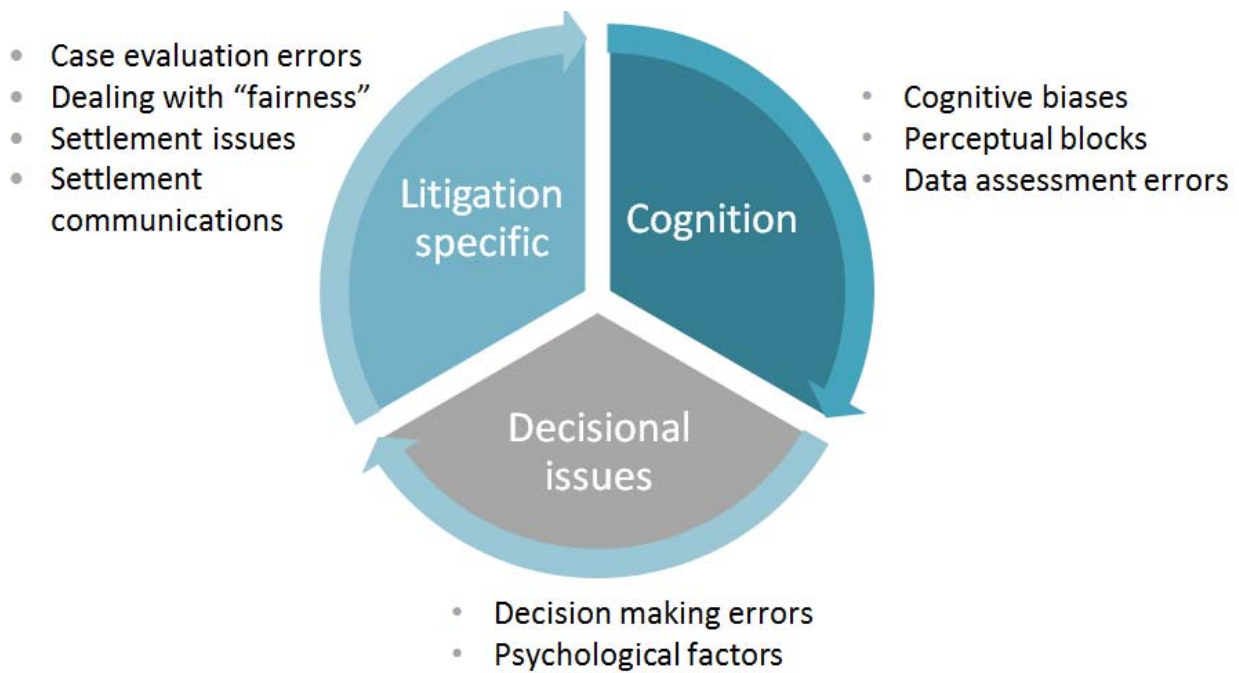 Case evaluation errors
Dealing with “fairness”
Settlement issues
Settlement
communications
Litigation
specific
Cognition
Cognitive biases
Perceptual blocks
Data assessment errors
Decisional
issues
Decision making errors
Psychological factors